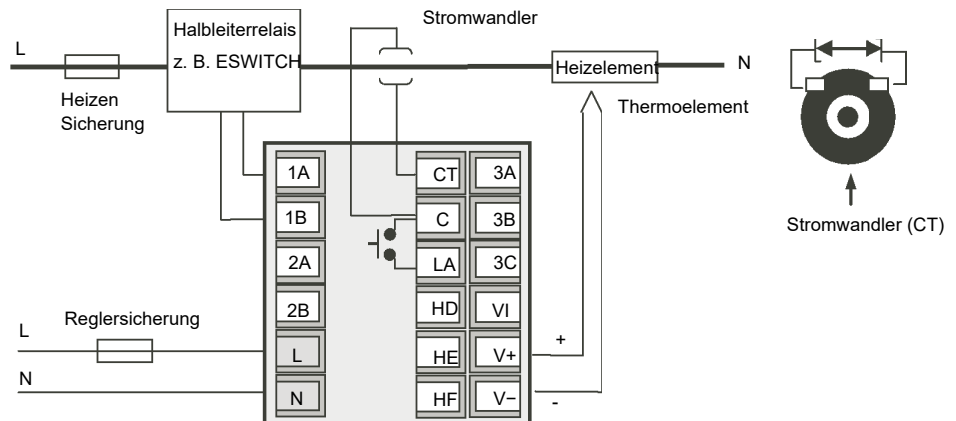 Stromwandler
L
Halbleiterrelais
z. B. ESWITCH
Heizelement
N
Heizen
Sicherung
Thermoelement
Stromwandler (CT)
1A
CT
3A
1B
C
3B
2A
LA
3C
2B
HD
VI
Reglersicherung
L
L
HE
V+
+
N
N
HF
V−
-